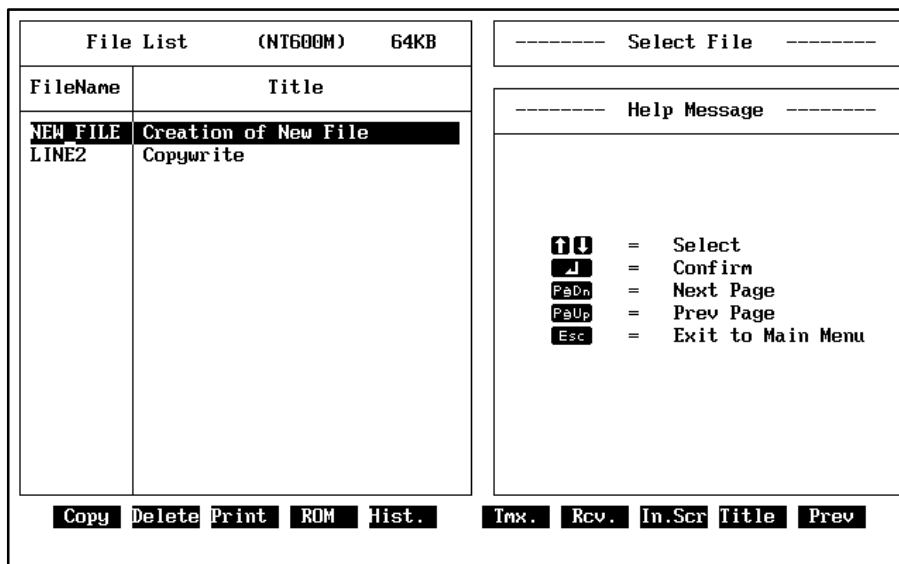 File List (NT600M) 64KB
FileName Title
NEW_FILE Creation of New File
LINE2 Copywrite
-------- Select File --------
-------- Help Message --------
↑ ↓ = Select
↵ = Confirm
PgDn = Next Page
PgUp = Prev Page
Esc = Exit to Main Menu
Copy Delete Print ROM Hist. Tmx. Rcv. In.Scr Title Prev